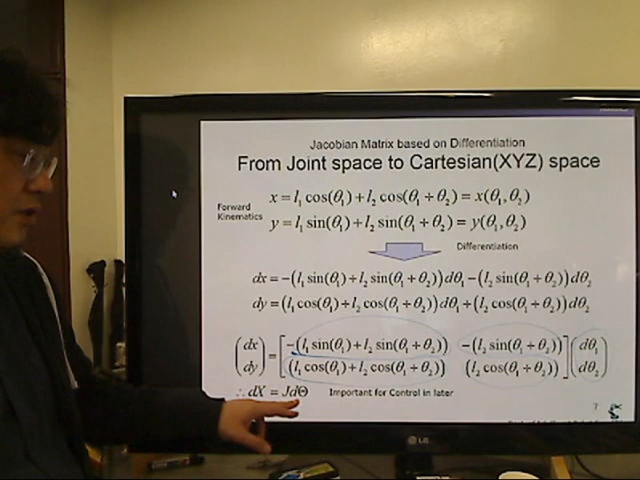 Jacobian Matrix based on Differentiation
From Joint space to Cartesian(XYZ) space
Forward Kinematics
x = l₁ cos(θ₁) + l₂ cos(θ₁ + θ₂) = x(θ₁, θ₂)
y = l₁ sin(θ₁) + l₂ sin(θ₁ + θ₂) = y(θ₁, θ₂)
Differentiation
dx = −(l₁ sin(θ₁) + l₂ sin(θ₁ + θ₂))dθ₁ − (l₂ sin(θ₁ + θ₂))dθ₂
dy = (l₁ cos(θ₁) + l₂ cos(θ₁ + θ₂))dθ₁ + (l₂ cos(θ₁ + θ₂))dθ₂
(dx dy) = [−(l₁ sin(θ₁) + l₂ sin(θ₁ + θ₂)) −(l₂ sin(θ₁ + θ₂))
(l₁ cos(θ₁) + l₂ cos(θ₁ + θ₂)) (l₂ cos(θ₁ + θ₂))] (dθ₁ dθ₂)
∴ dX = JdΘ Important for Control in later
7
LG